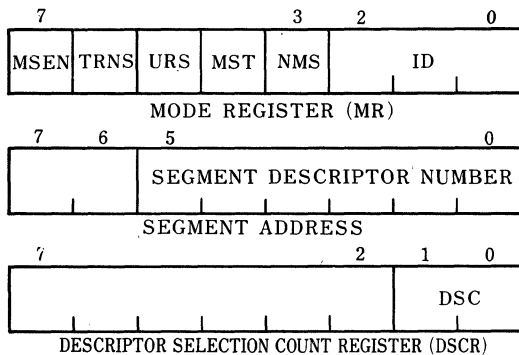 7 3 2 0
MSEN TRNS URS MST NMS ID
MODE REGISTER (MR)
7 6 5 0
SEGMENT DESCRIPTOR NUMBER
SEGMENT ADDRESS
7 2 1 0
DSC
DESCRIPTOR SELECTION COUNT REGISTER (DSCR)